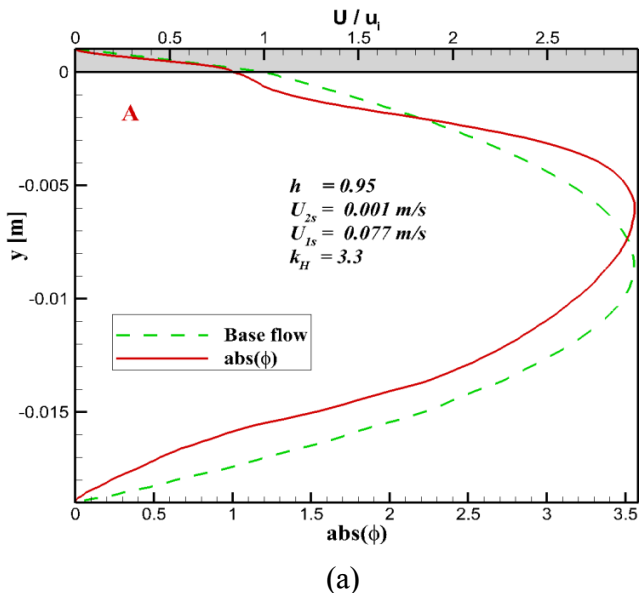 U / u_i
0 0.5 1 1.5 2 2.5
0
A
-0.005
h = 0.95
U_2s = 0.001 m/s
U_1s = 0.077 m/s
k_H = 3.3
y [m]
-0.01
Base flow
abs(ϕ)
-0.015
0 0.5 1 1.5 2 2.5 3 3.5
abs(ϕ)
(a)